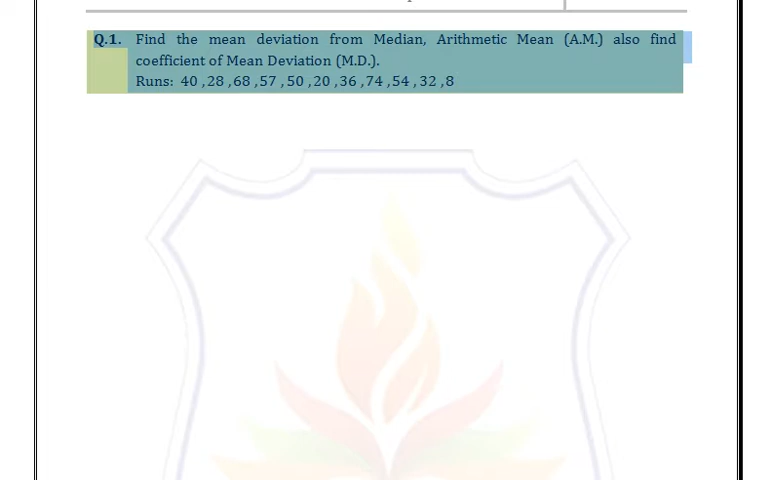 Q.1. Find the mean deviation from Median, Arithmetic Mean (A.M.) also find
coefficient of Mean Deviation (M.D.).
Runs: 40 ,28 ,68 ,57 ,50 ,20 ,36 ,74 ,54 ,32 ,8